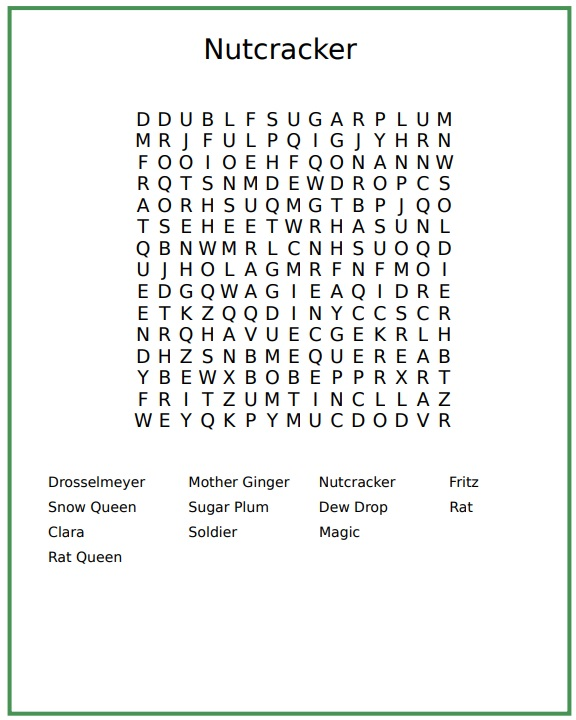 Nutcracker
D D U B L F S U G A R P L U M
M R J F U L P Q I G J Y H R N
F O O I O E H F Q O N A N N W
R Q T S N M D E W D R O P C S
A O R H S U Q M G T B P J Q O
T S E H E E T W R H A S U N L
Q B N W M R L C N H S U O Q D
U J H O L A G M R F N F M O I
E D G Q W A G I E A Q I D R E
E T K Z Q Q D I N Y C C S C R
N R Q H A V U E C G E K R L H
D H Z S N B M E Q U E R E A B
Y B E W X B O B E P P R X R T
F R I T Z U M T I N C L L A Z
W E Y Q K P Y M U C D O D V R
Drosselmeyer Mother Ginger Nutcracker Fritz
Snow Queen Sugar Plum Dew Drop Rat
Clara Soldier Magic
Rat Queen